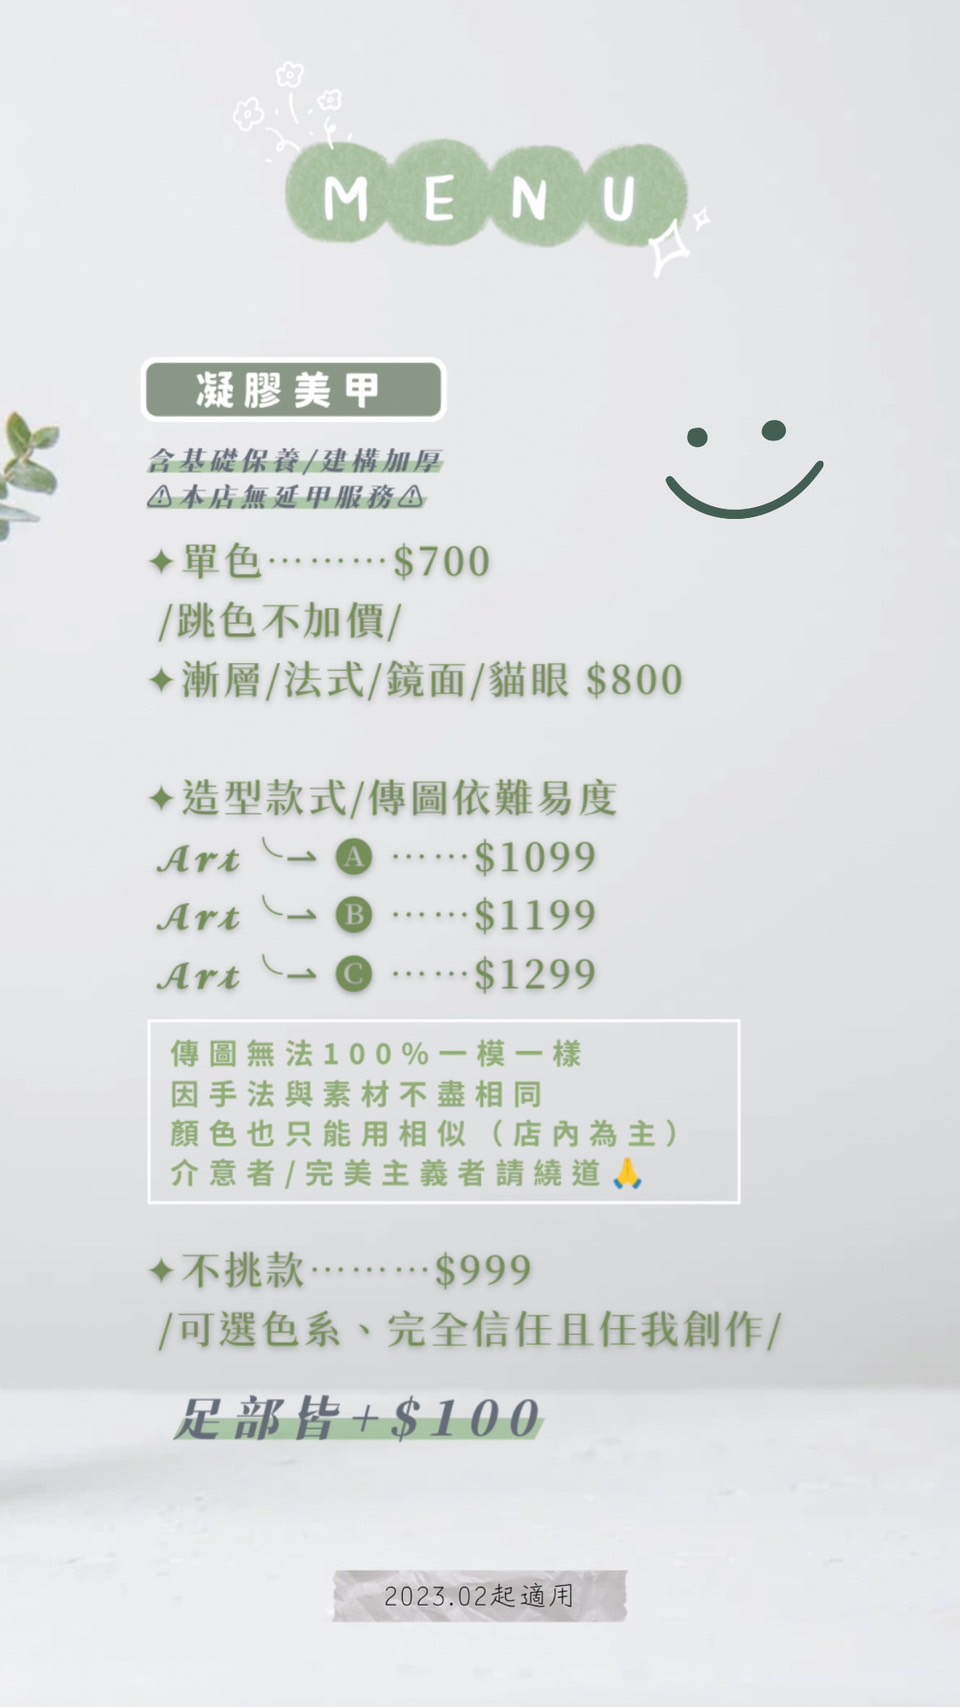 MENU
凝膠美甲
含基礎保養/建構加厚
⚠本店無延甲服務⚠
✦單色⋯⋯⋯$700
/跳色不加價/
✦漸層/法式/鏡面/貓眼 $800
✦造型款式/傳圖依難易度
Art ╰→ 🅐 ⋯⋯$1099
Art ╰→ 🅑 ⋯⋯$1199
Art ╰→ 🅒 ⋯⋯$1299
傳圖無法100%一模一樣
因手法與素材不盡相同
顏色也只能用相似（店內為主）
介意者/完美主義者請繞道🙏
✦不挑款⋯⋯⋯$999
/可選色系、完全信任且任我創作/
足部皆+$100
2023.02起適用